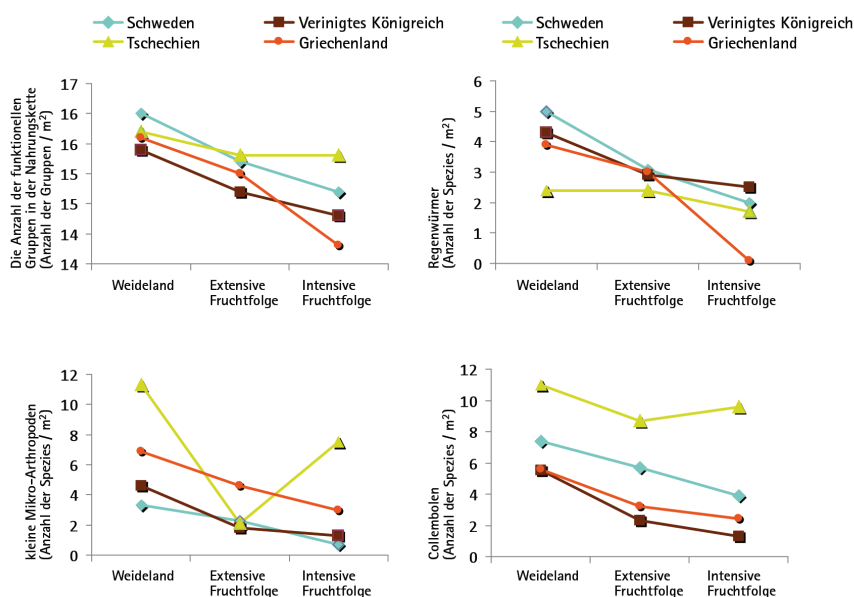 Schweden
Verinigtes Königreich
Tschechien
Griechenland
Schweden
Verinigtes Königreich
Tschechien
Griechenland
Die Anzahl der funktionellen
Gruppen in der Nahrungskette
(Anzahl der Gruppen / m²)
17
16
16
15
15
14
14
Weideland
Extensive
Fruchtfolge
Intensive
Fruchtfolge
Regenwürmer
(Anzahl der Spezies / m²)
6
5
4
3
2
1
0
Weideland
Extensive
Fruchtfolge
Intensive
Fruchtfolge
kleine Mikro-Arthropoden
(Anzahl der Spezies / m²)
12
10
8
6
4
2
0
Weideland
Extensive
Fruchtfolge
Intensive
Fruchtfolge
Collembolen
(Anzahl der Spezies / m²)
12
10
8
6
4
2
0
Weideland
Extensive
Fruchtfolge
Intensive
Fruchtfolge